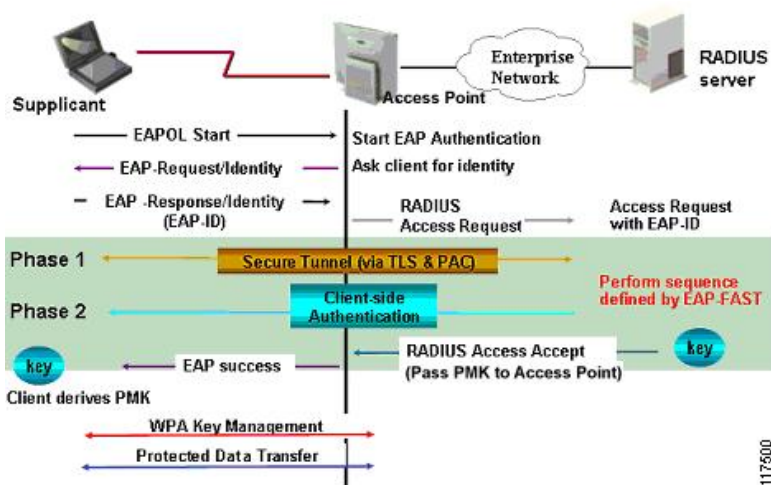 Supplicant
Access Point
Enterprise
Network
RADIUS
server
EAPOL Start
Start EAP Authentication
EAP-Request/Identity
Ask client for identity
EAP -Response/Identity
(EAP-ID)
RADIUS
Access Request
Access Request
with EAP-ID
Phase 1
Secure Tunnel (via TLS & PAC)
Perform sequence
defined by EAP-FAST
Phase 2
Client-side
Authentication
key
EAP success
RADIUS Access Accept
(Pass PMK to Access Point)
key
Client derives PMK
WPA Key Management
Protected Data Transfer
117500